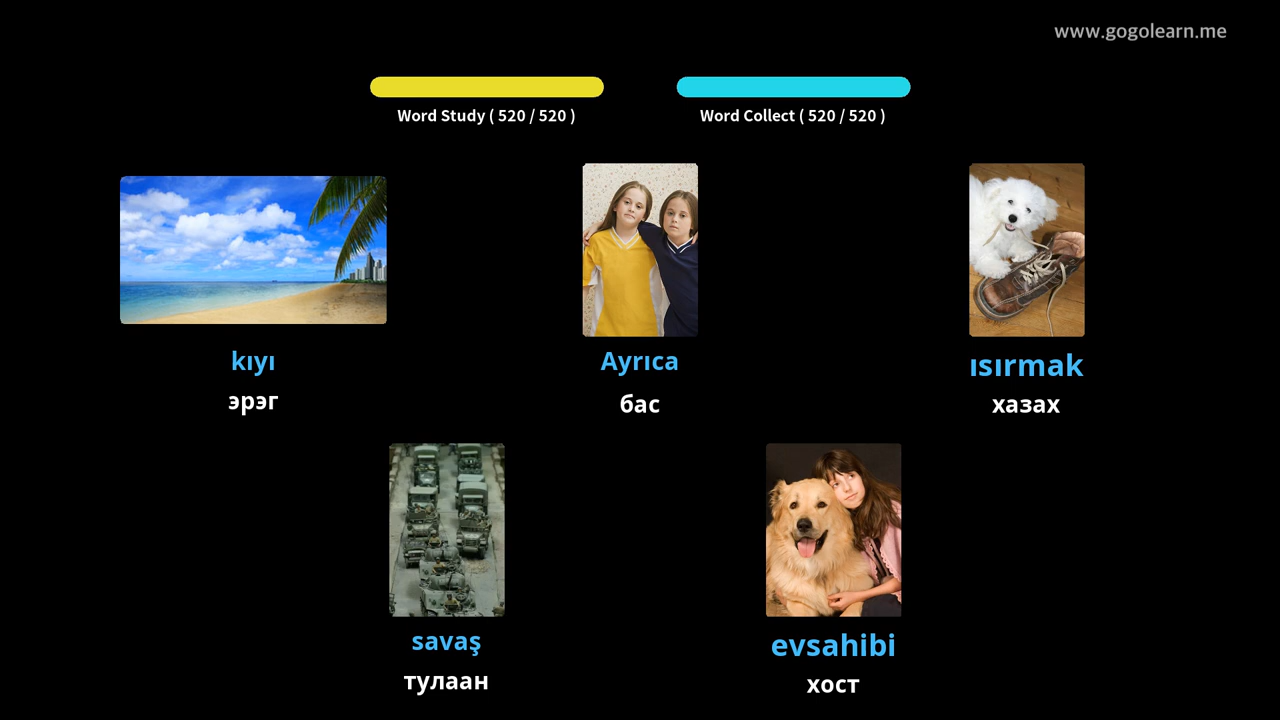 www.gogolearn.me
Word Study ( 520 / 520 )
Word Collect ( 520 / 520 )
kıyı
эрэг
Ayrıca
бас
ısırmak
хазах
savaş
тулаан
evsahibi
хост